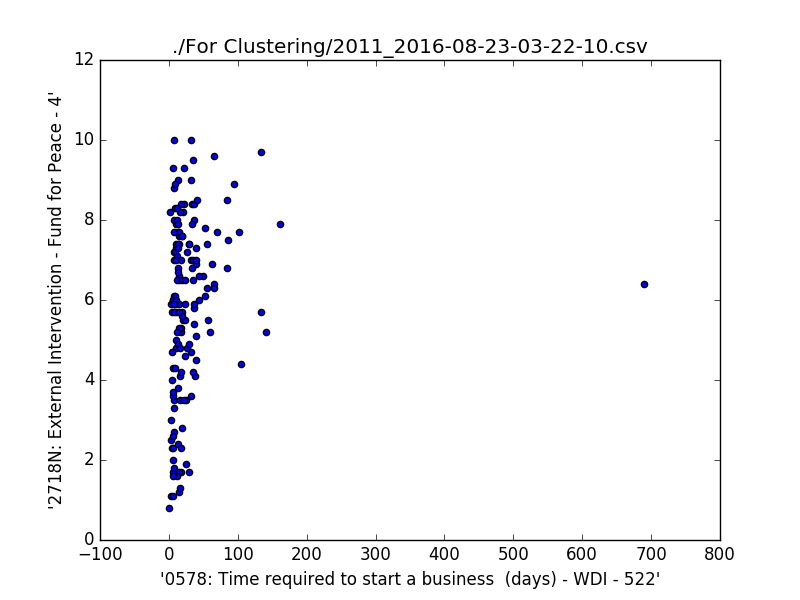 ./For Clustering/2011_2016-08-23-03-22-10.csv
12
10
8
6
4
2
0
'2718N: External Intervention - Fund for Peace - 4'
−100 0 100 200 300 400 500 600 700 800
'0578: Time required to start a business  (days) - WDI - 522'